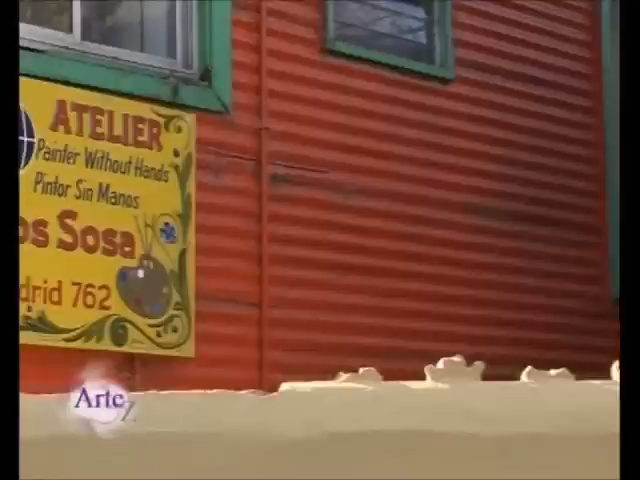 ATELIER
Painter Without Hands
Pintor Sin Manos
os Sosa
drid 762
Arte Z